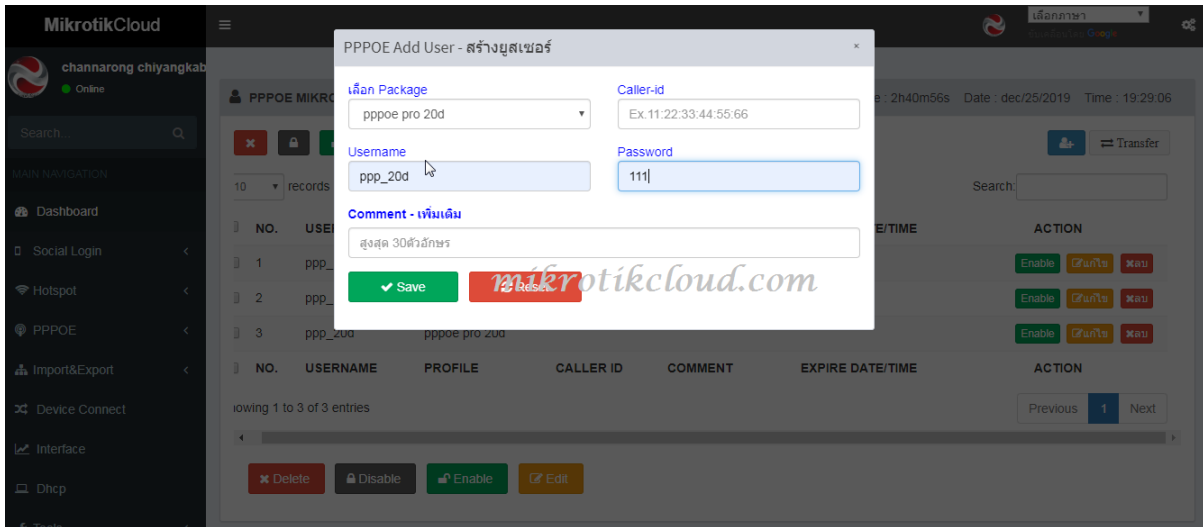 MikrotikCloud
เลือกภาษา
channarong chiyangkab
Online
PPPOE Add User - สร้างยูสเซอร์
×
PPPOE MIKRO
: 2h40m56s Date : dec/25/2019 Time : 19:29:06
เลือก Package
Caller-id
pppoe pro 20d
Ex.11:22:33:44:55:66
Search...
Transfer
Username
Password
ppp_20d
111
MAIN NAVIGATION
10 records
Search:
Dashboard
Comment - เพิ่มเติม
สูงสุด 30ตัวอักษร
NO. USE E/TIME ACTION
Social Login
1 ppp_ Enable แก้ไข ลบ
Save
Reset
mikrotikcloud.com
Hotspot
2 ppp_ Enable แก้ไข ลบ
PPPOE
3 ppp_20d pppoe pro 20d Enable แก้ไข ลบ
Import&Export
NO. USERNAME PROFILE CALLER ID COMMENT EXPIRE DATE/TIME ACTION
Device Connect
owing 1 to 3 of 3 entries
Previous 1 Next
Interface
Delete Disable Enable Edit
Dhcp
Tools